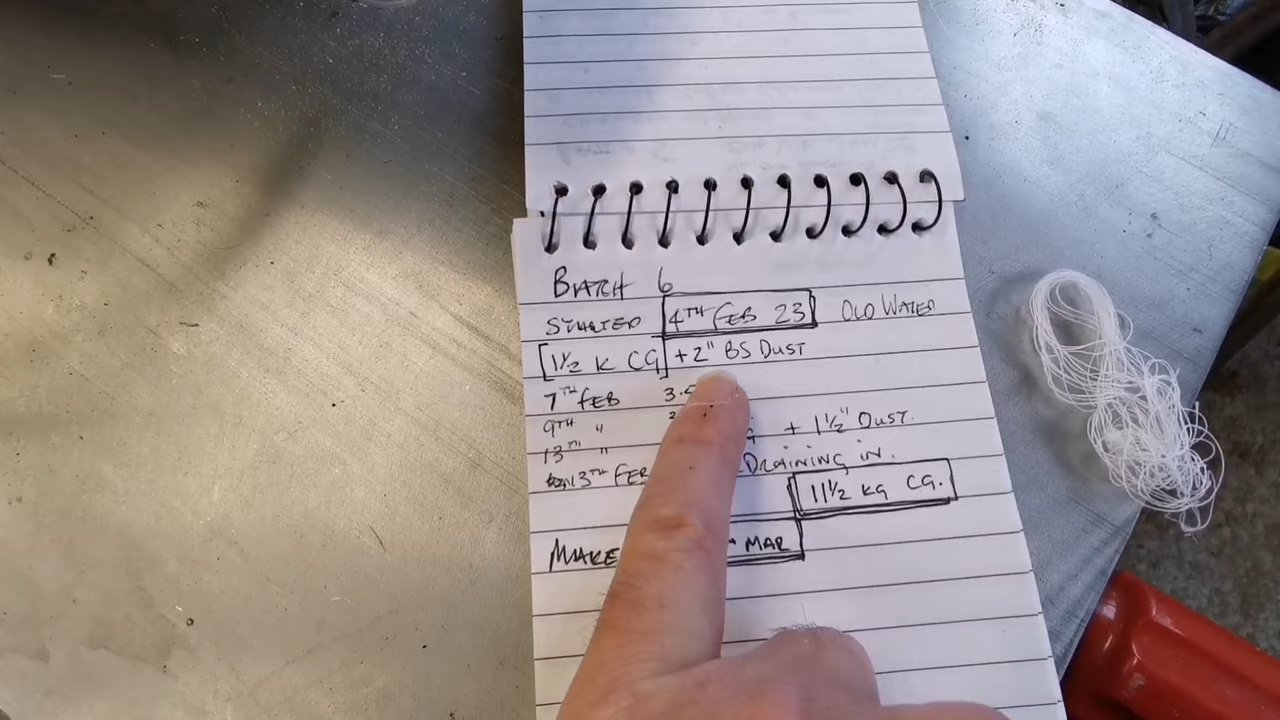 BATCH 6
STARTED 4TH FEB 23 OLD WATER
[1½ K CG] + 2" BS DUST
7TH FEB 3.
9TH " + 1½" DUST.
13TH "
13TH FEB DRAINING IN.
11½ KG CG.
MAKE MAR